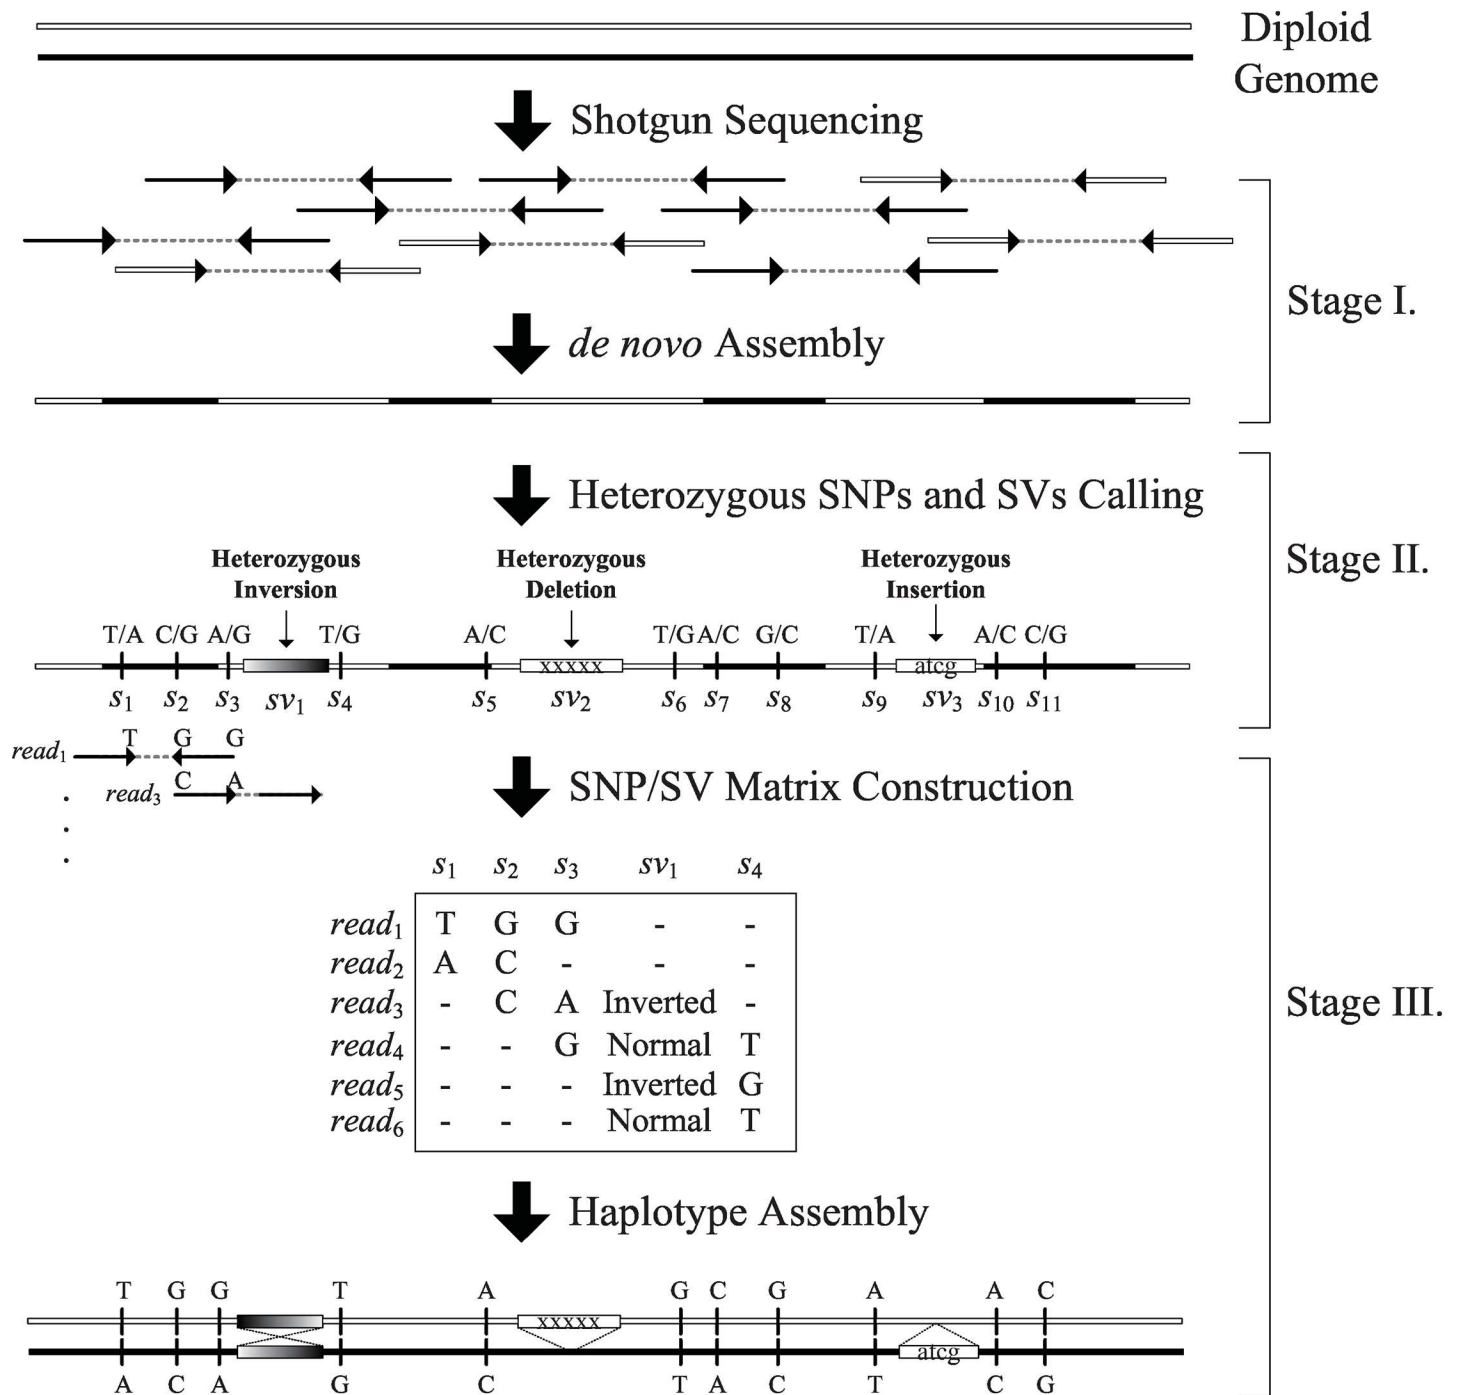 Diploid
Genome
Shotgun Sequencing
Stage I.
de novo Assembly
Heterozygous SNPs and SVs Calling
Stage II.
Heterozygous Inversion
Heterozygous Deletion
Heterozygous Insertion
T/A C/G A/G T/G A/C T/G A/C G/C T/A A/C C/G
xxxxx atcg
s1 s2 s3 sv1 s4 s5 sv2 s6 s7 s8 s9 sv3 s10 s11
T G G
read1
C A
read3
SNP/SV Matrix Construction
s1 s2 s3 sv1 s4
read1 T G G - -
read2 A C - - -
read3 - C A Inverted -
read4 - - G Normal T
read5 - - - Inverted G
read6 - - - Normal T
Stage III.
Haplotype Assembly
T G G T A G C G A A C
xxxxx
atcg
A C A G C T A C T C G